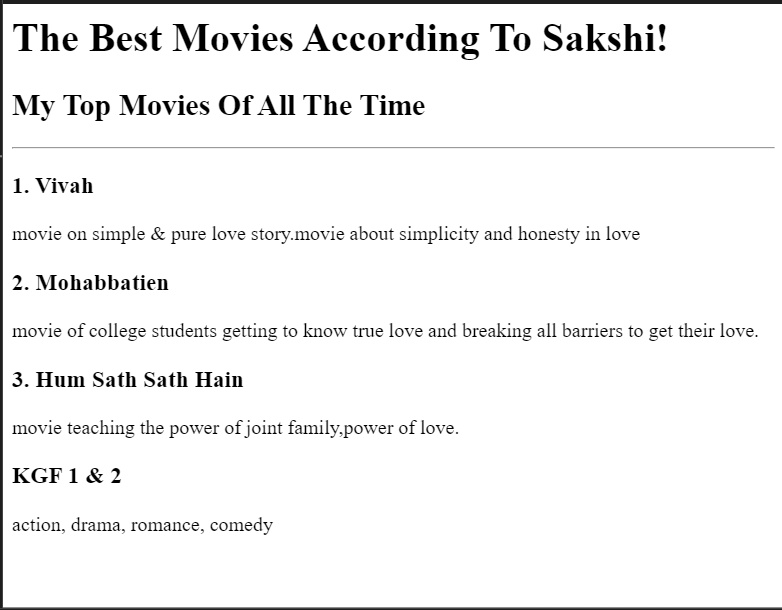 The Best Movies According To Sakshi!
My Top Movies Of All The Time
1. Vivah
movie on simple & pure love story.movie about simplicity and honesty in love
2. Mohabbatien
movie of college students getting to know true love and breaking all barriers to get their love.
3. Hum Sath Sath Hain
movie teaching the power of joint family,power of love.
KGF 1 & 2
action, drama, romance, comedy